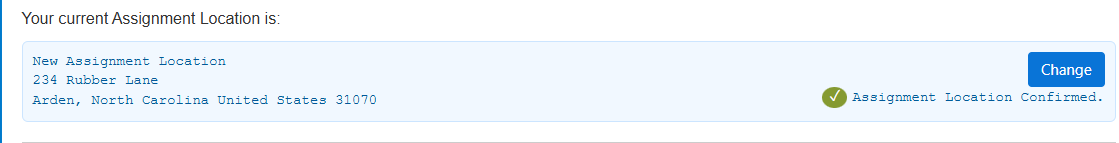 Your current Assignment Location is:
New Assignment Location
Change
234 Rubber Lane
Arden, North Carolina United States 31070
Assignment Location Confirmed.